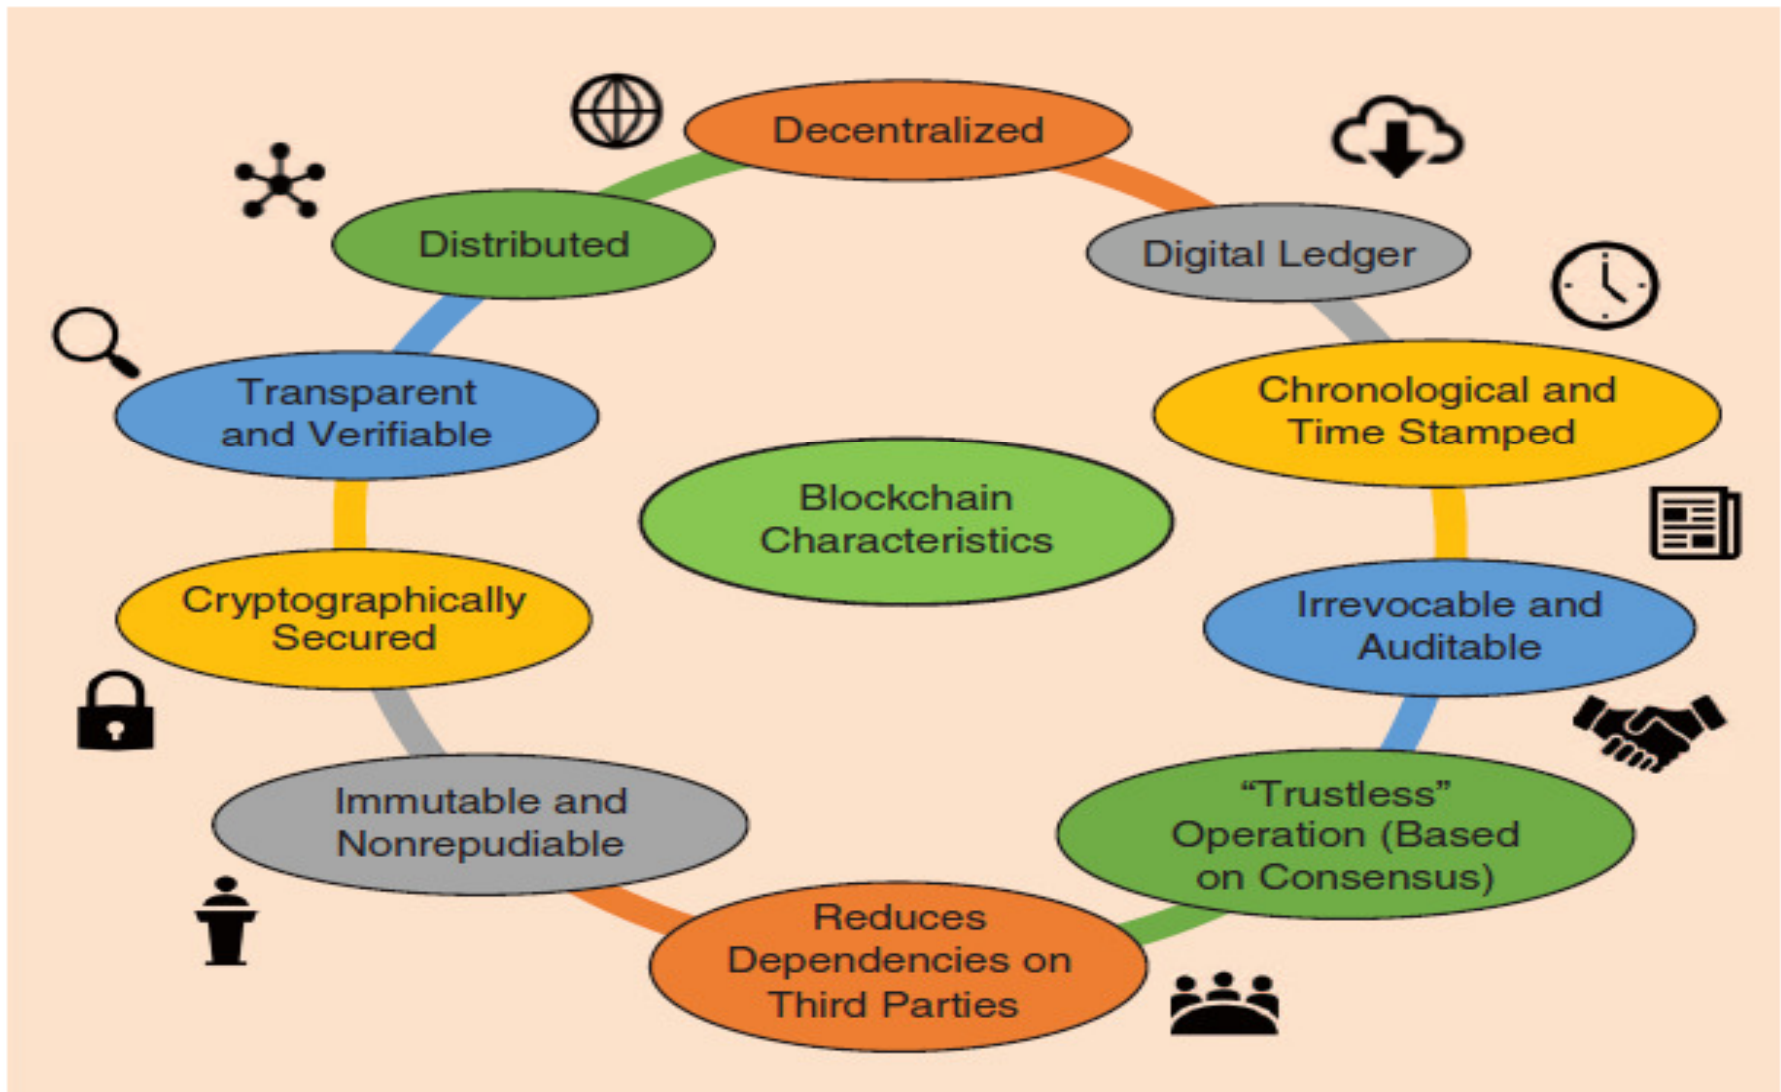 Decentralized
Distributed
Digital Ledger
Transparent
and Verifiable
Chronological and
Time Stamped
Blockchain
Characteristics
Cryptographically
Secured
Irrevocable and
Auditable
Immutable and
Nonrepudiable
“Trustless”
Operation (Based
on Consensus)
Reduces
Dependencies on
Third Parties